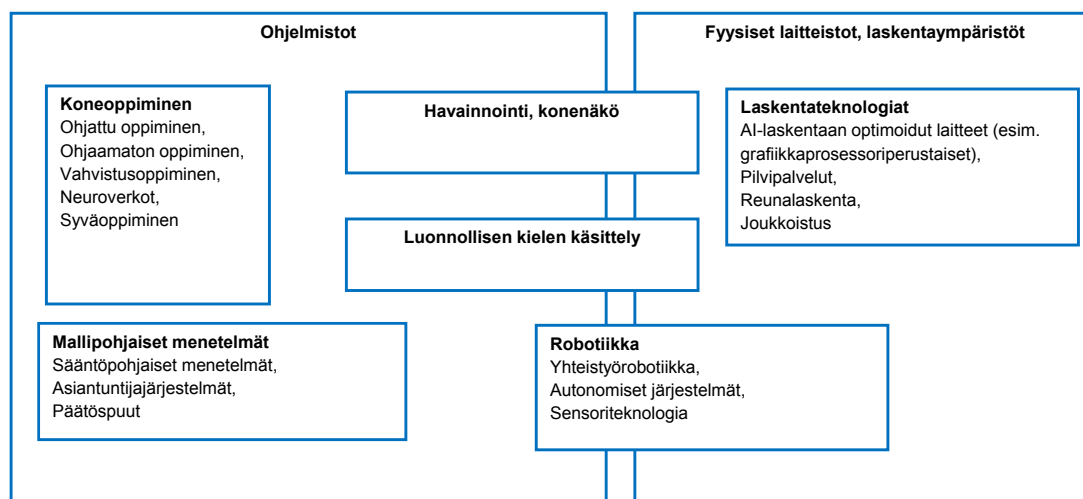 Ohjelmistot
Fyysiset laitteistot, laskentaympäristöt
Koneoppiminen
Ohjattu oppiminen,
Ohjaamaton oppiminen,
Vahvistusoppiminen,
Neuroverkot,
Syväoppiminen
Havainnointi, konenäkö
Laskentateknologiat
AI-laskentaan optimoidut laitteet (esim.
grafiikkaprosessoriperustaiset),
Pilvipalvelut,
Reunalaskenta,
Joukkoistus
Luonnollisen kielen käsittely
Mallipohjaiset menetelmät
Sääntöpohjaiset menetelmät,
Asiantuntijajärjestelmät,
Päätöspuut
Robotiikka
Yhteistyörobotiikka,
Autonomiset järjestelmät,
Sensoriteknologia